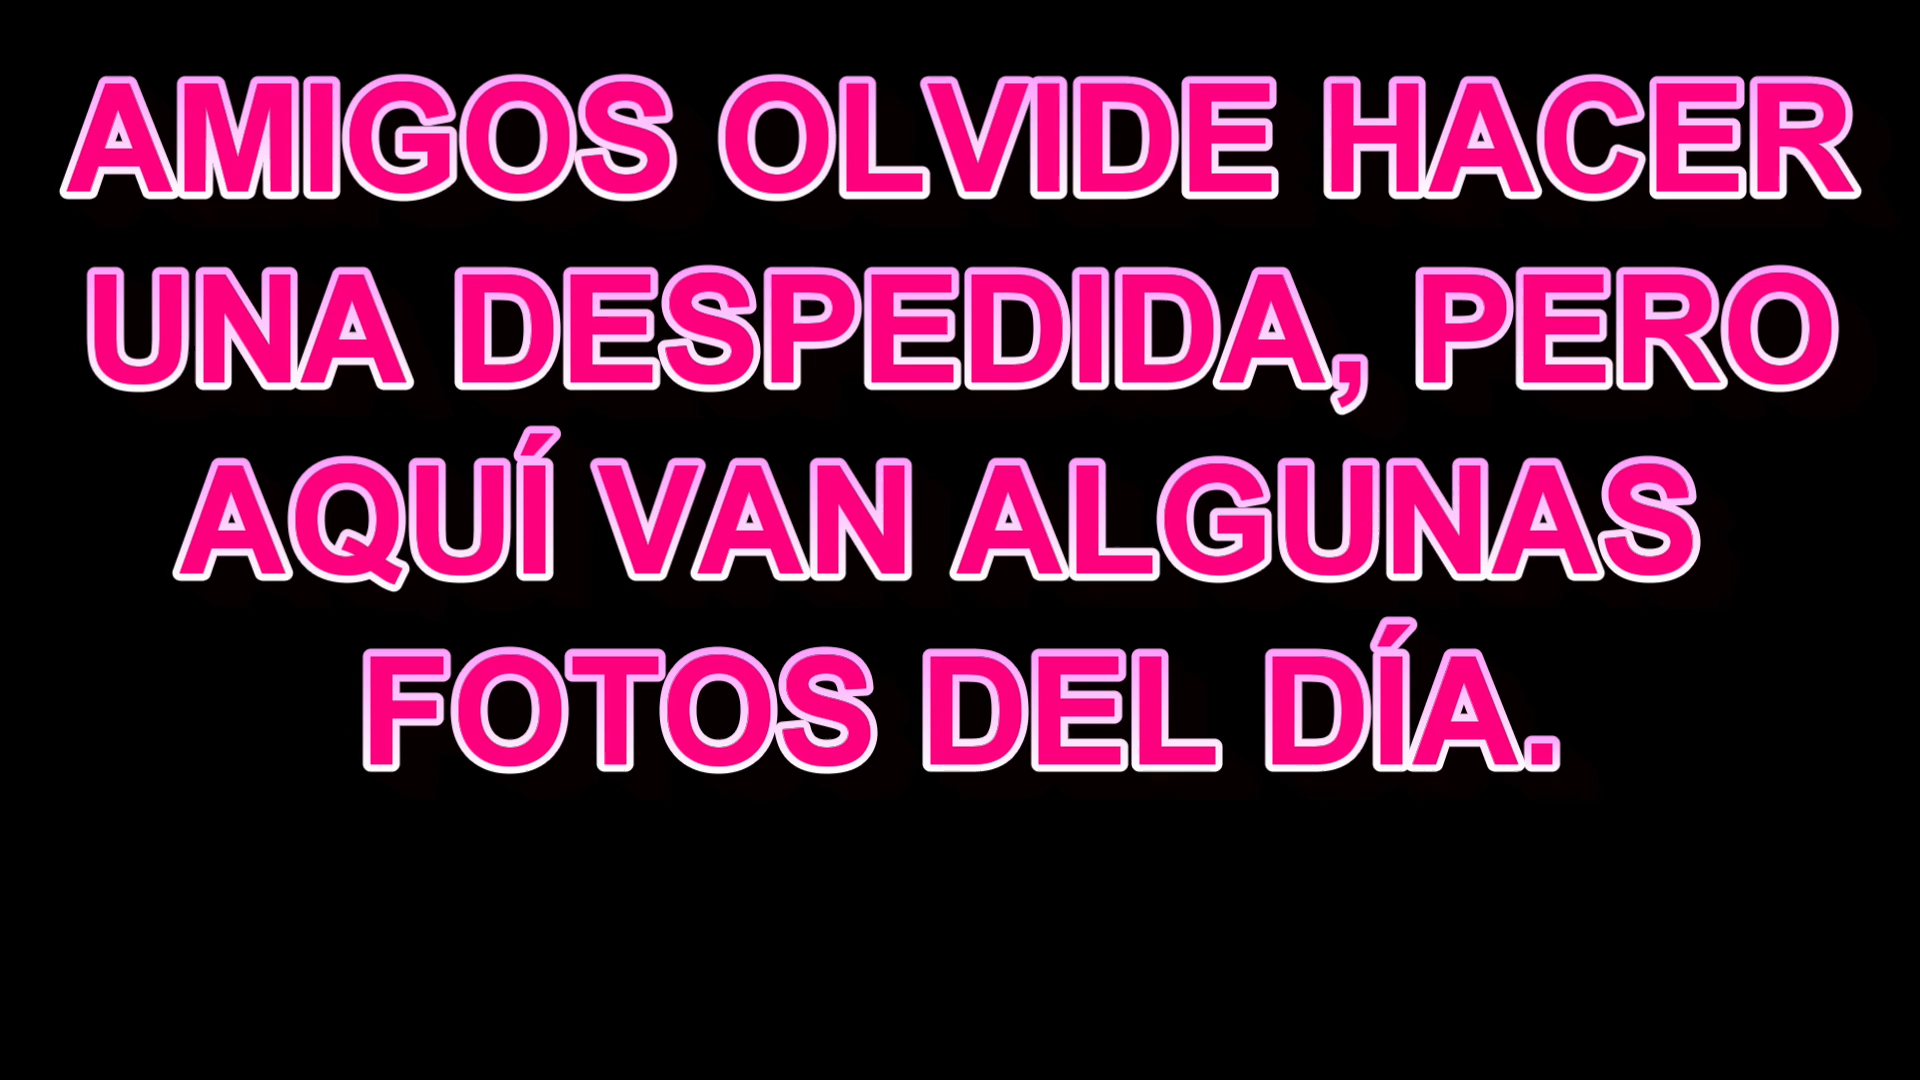 AMIGOS OLVIDE HACER
UNA DESPEDIDA, PERO
AQUÍ VAN ALGUNAS
FOTOS DEL DÍA.